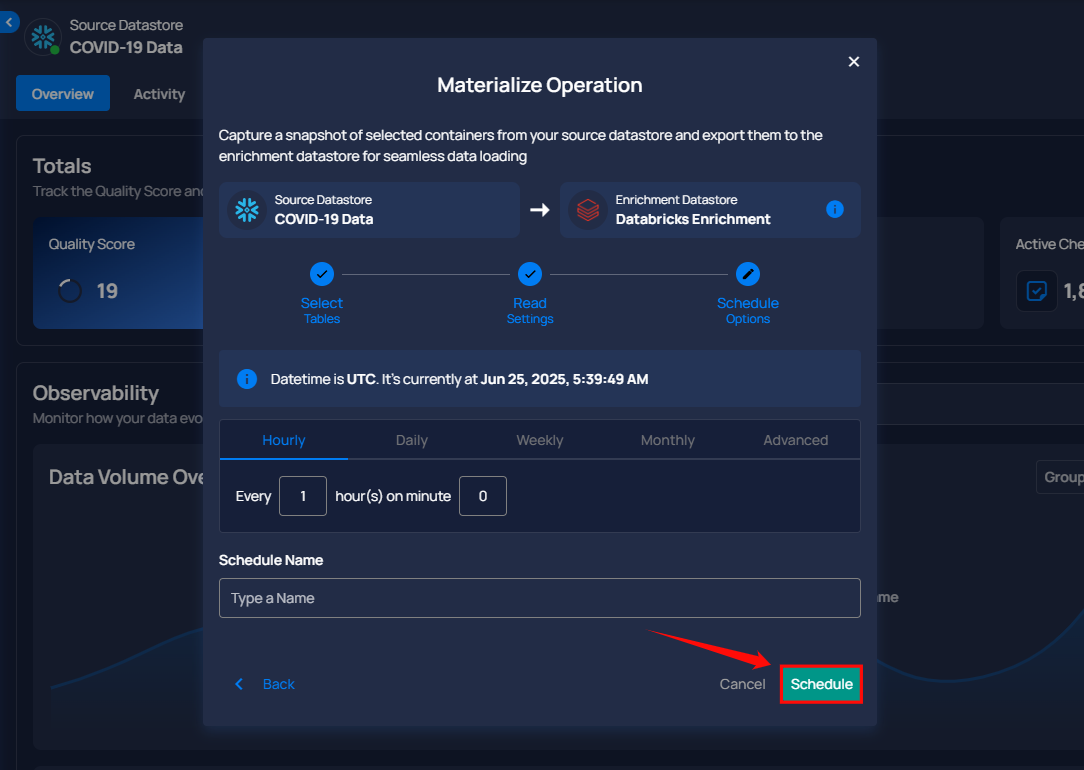 Source Datastore
COVID-19 Data
Overview
Activity
Totals
Track the Quality Score and
Quality Score
19
Active Che
1,8
Observability
Monitor how your data evo
Data Volume Ove
Group
me
Materialize Operation
Capture a snapshot of selected containers from your source datastore and export them to the
enrichment datastore for seamless data loading
Source Datastore
COVID-19 Data
Enrichment Datastore
Databricks Enrichment
Select
Tables
Read
Settings
Schedule
Options
Datetime is UTC. It's currently at Jun 25, 2025, 5:39:49 AM
Hourly
Daily
Weekly
Monthly
Advanced
Every 1 hour(s) on minute 0
Schedule Name
Type a Name
Back
Cancel
Schedule